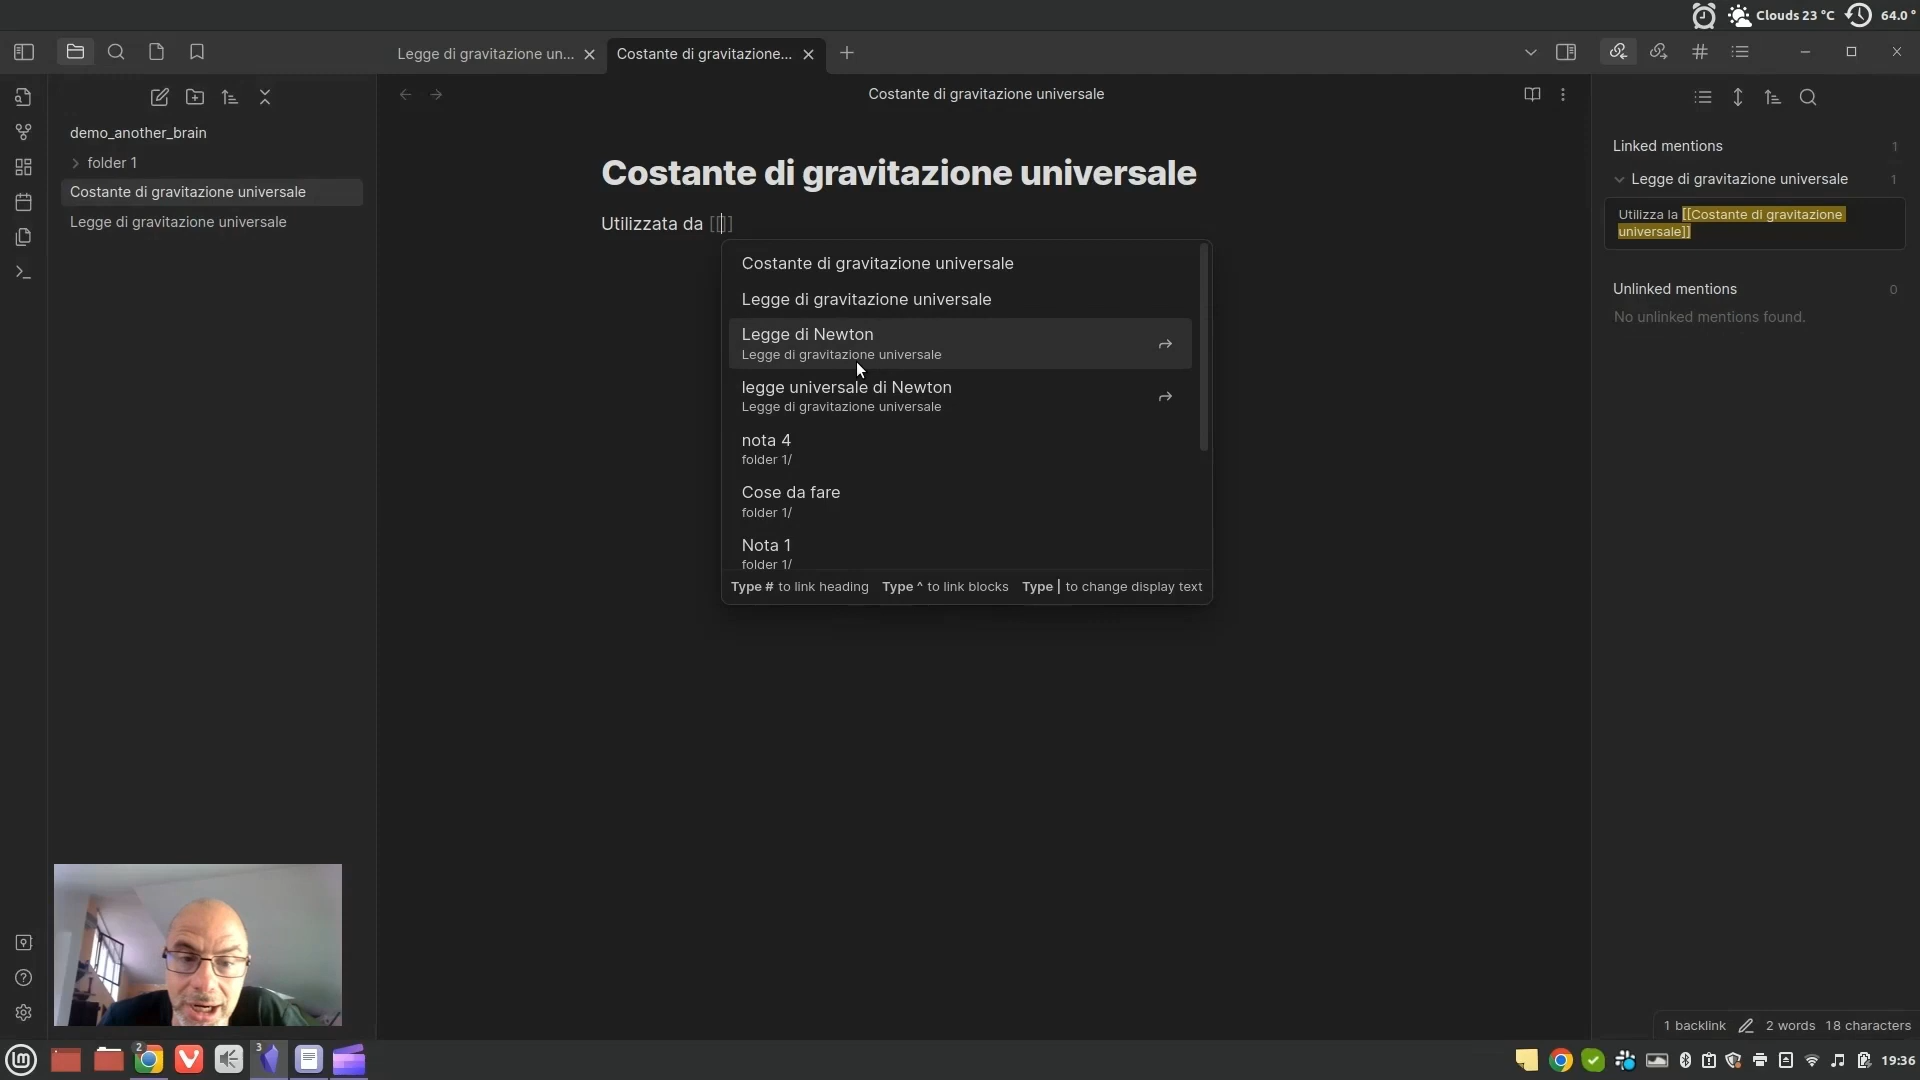 Clouds 23 °C 64.0 °
Legge di gravitazione un...
Costante di gravitazione...
Costante di gravitazione universale
demo_another_brain
folder 1
Costante di gravitazione universale
Legge di gravitazione universale
Costante di gravitazione universale
Utilizzata da [[]]
Costante di gravitazione universale
Legge di gravitazione universale
Legge di Newton
Legge di gravitazione universale
legge universale di Newton
Legge di gravitazione universale
nota 4
folder 1/
Cose da fare
folder 1/
Nota 1
folder 1/
Type # to link heading Type ^ to link blocks Type | to change display text
Linked mentions 1
Legge di gravitazione universale 1
Utilizza la [[Costante di gravitazione
universale]]
Unlinked mentions 0
No unlinked mentions found.
1 backlink 2 words 18 characters
2
3
19:36